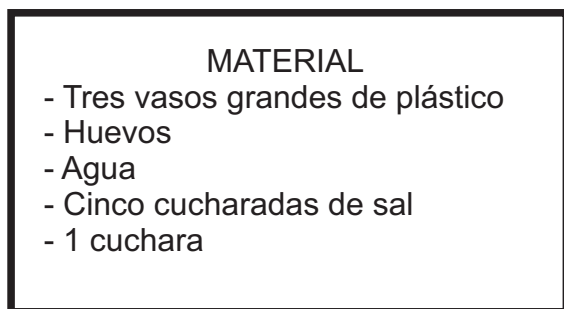 MATERIAL
- Tres vasos grandes de plástico
- Huevos
- Agua
- Cinco cucharadas de sal
- 1 cuchara